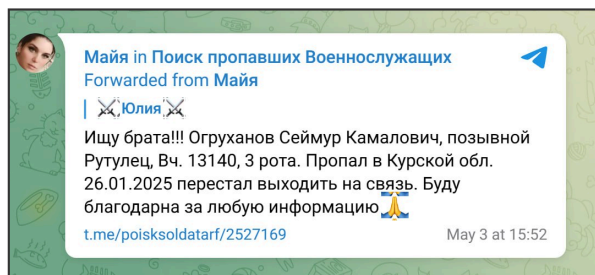 Майя in Поиск пропавших Военнослужащих
Forwarded from Майя
⚔️Юлия⚔️
Ищу брата!!! Огруханов Сеймур Камалович, позывной
Рутулец, Вч. 13140, 3 рота. Пропал в Курской обл.
26.01.2025 перестал выходить на связь. Буду
благодарна за любую информацию🙏
t.me/poisksoldatarf/2527169 May 3 at 15:52